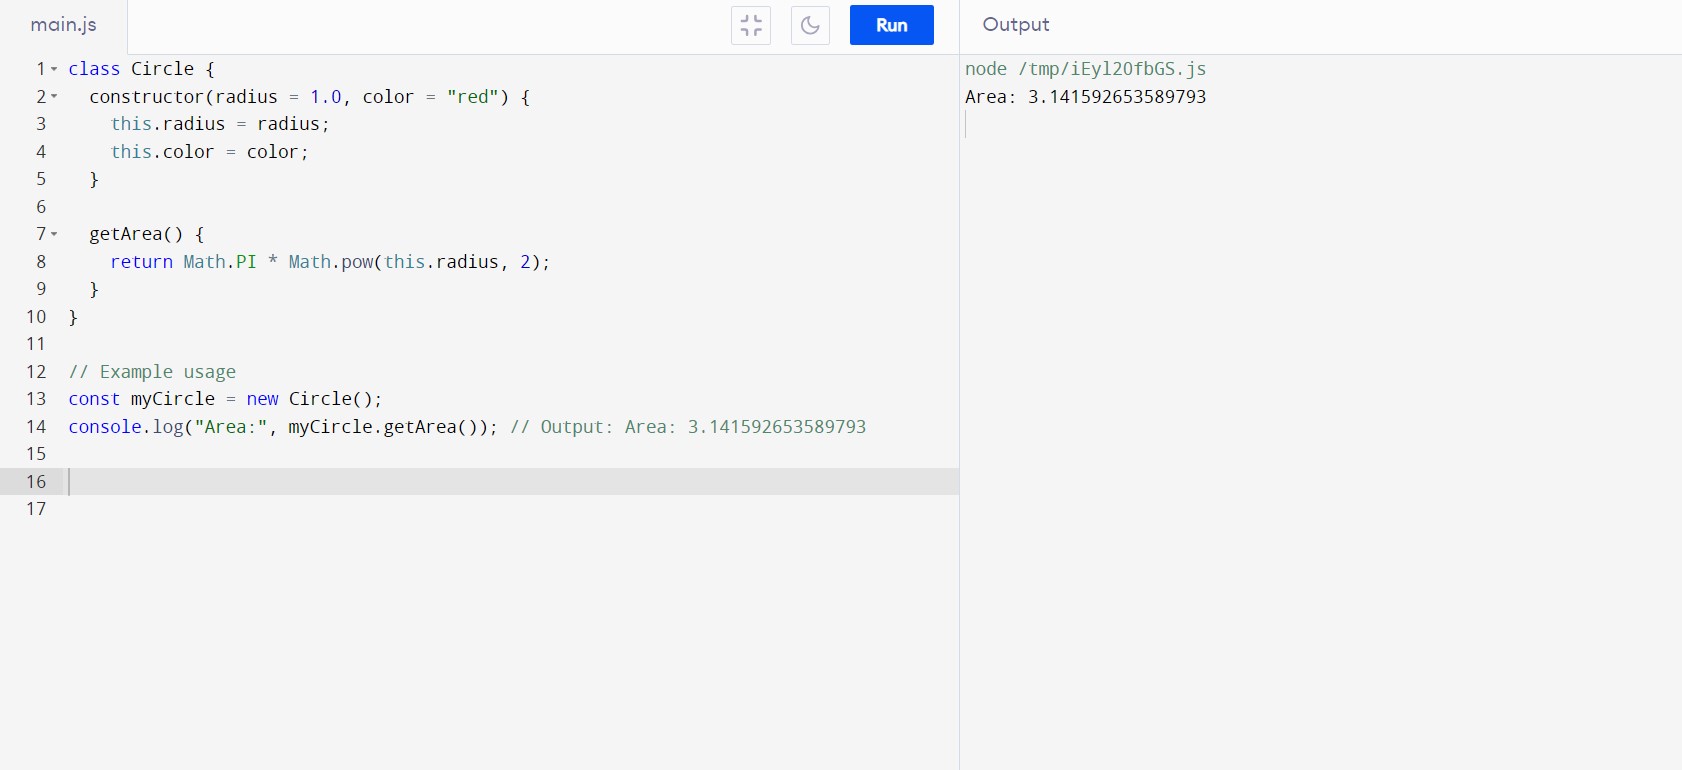 main.js
Run
Output
1 class Circle {
2   constructor(radius = 1.0, color = "red") {
3     this.radius = radius;
4     this.color = color;
5   }
6
7   getArea() {
8     return Math.PI * Math.pow(this.radius, 2);
9   }
10 }
11
12 // Example usage
13 const myCircle = new Circle();
14 console.log("Area:", myCircle.getArea()); // Output: Area: 3.141592653589793
15
16
17
node /tmp/iEyl2OfbGS.js
Area: 3.141592653589793